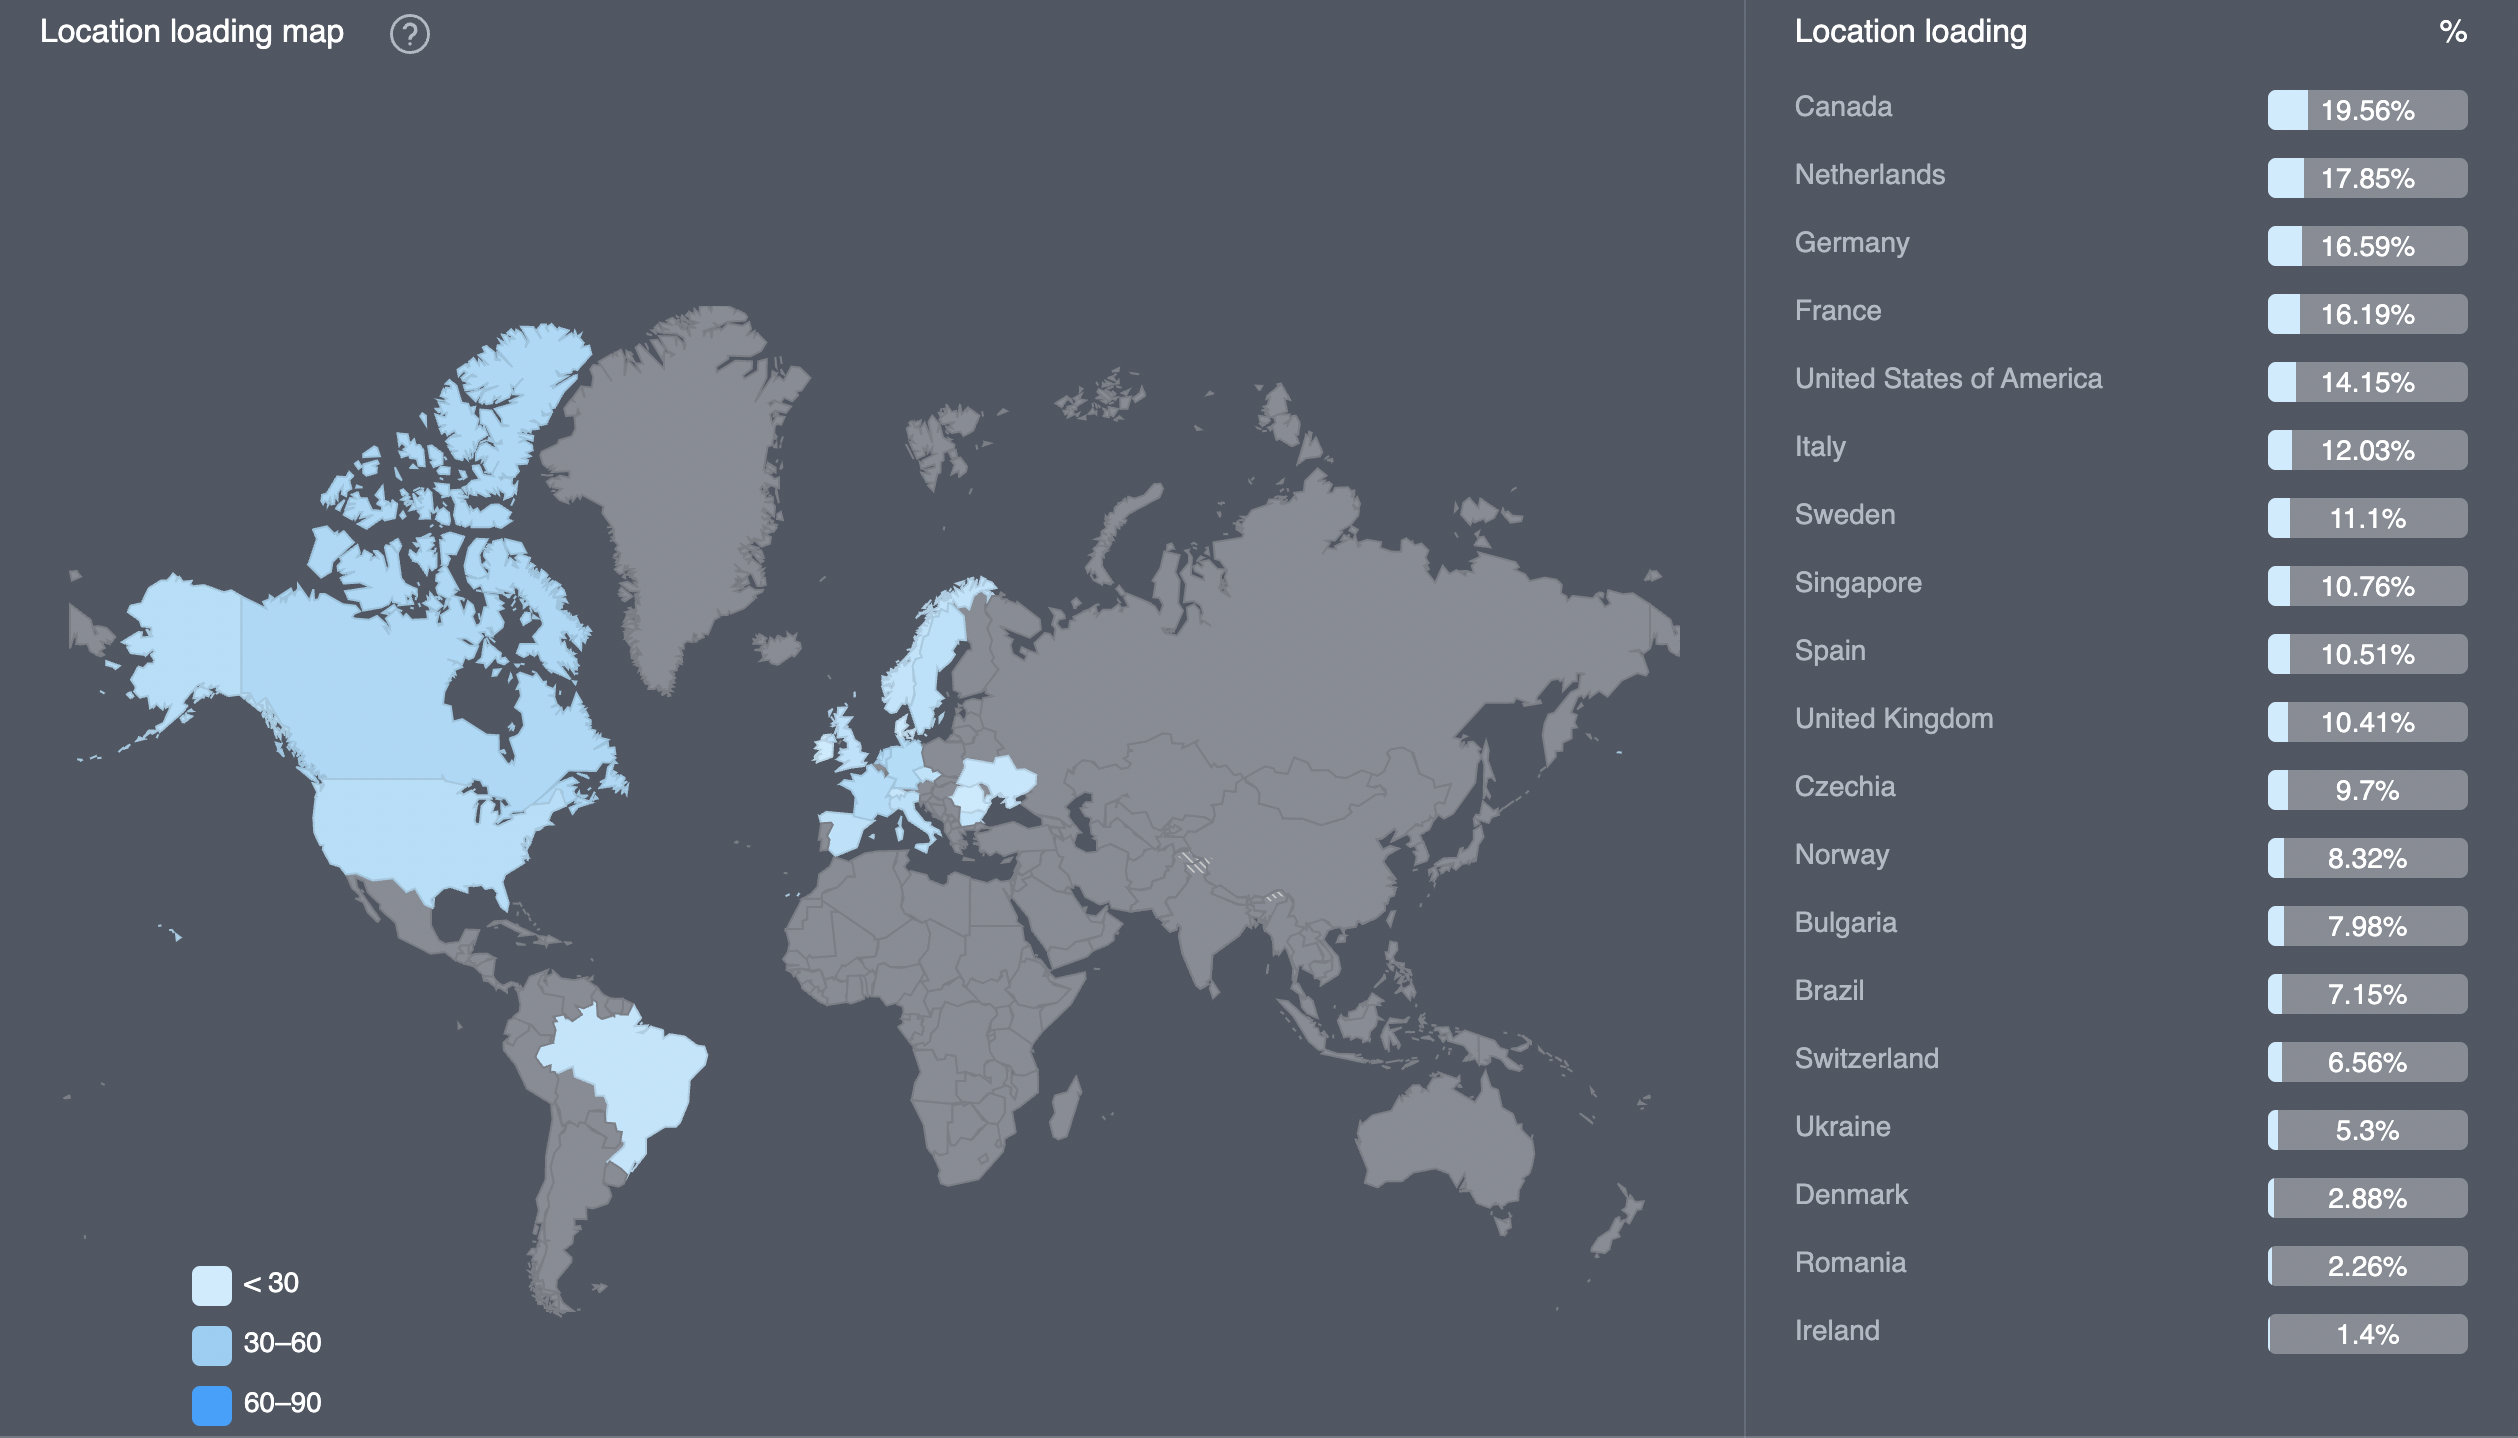 Location loading map
?
< 30
30–60
60–90
Location loading %
Canada 19.56%
Netherlands 17.85%
Germany 16.59%
France 16.19%
United States of America 14.15%
Italy 12.03%
Sweden 11.1%
Singapore 10.76%
Spain 10.51%
United Kingdom 10.41%
Czechia 9.7%
Norway 8.32%
Bulgaria 7.98%
Brazil 7.15%
Switzerland 6.56%
Ukraine 5.3%
Denmark 2.88%
Romania 2.26%
Ireland 1.4%